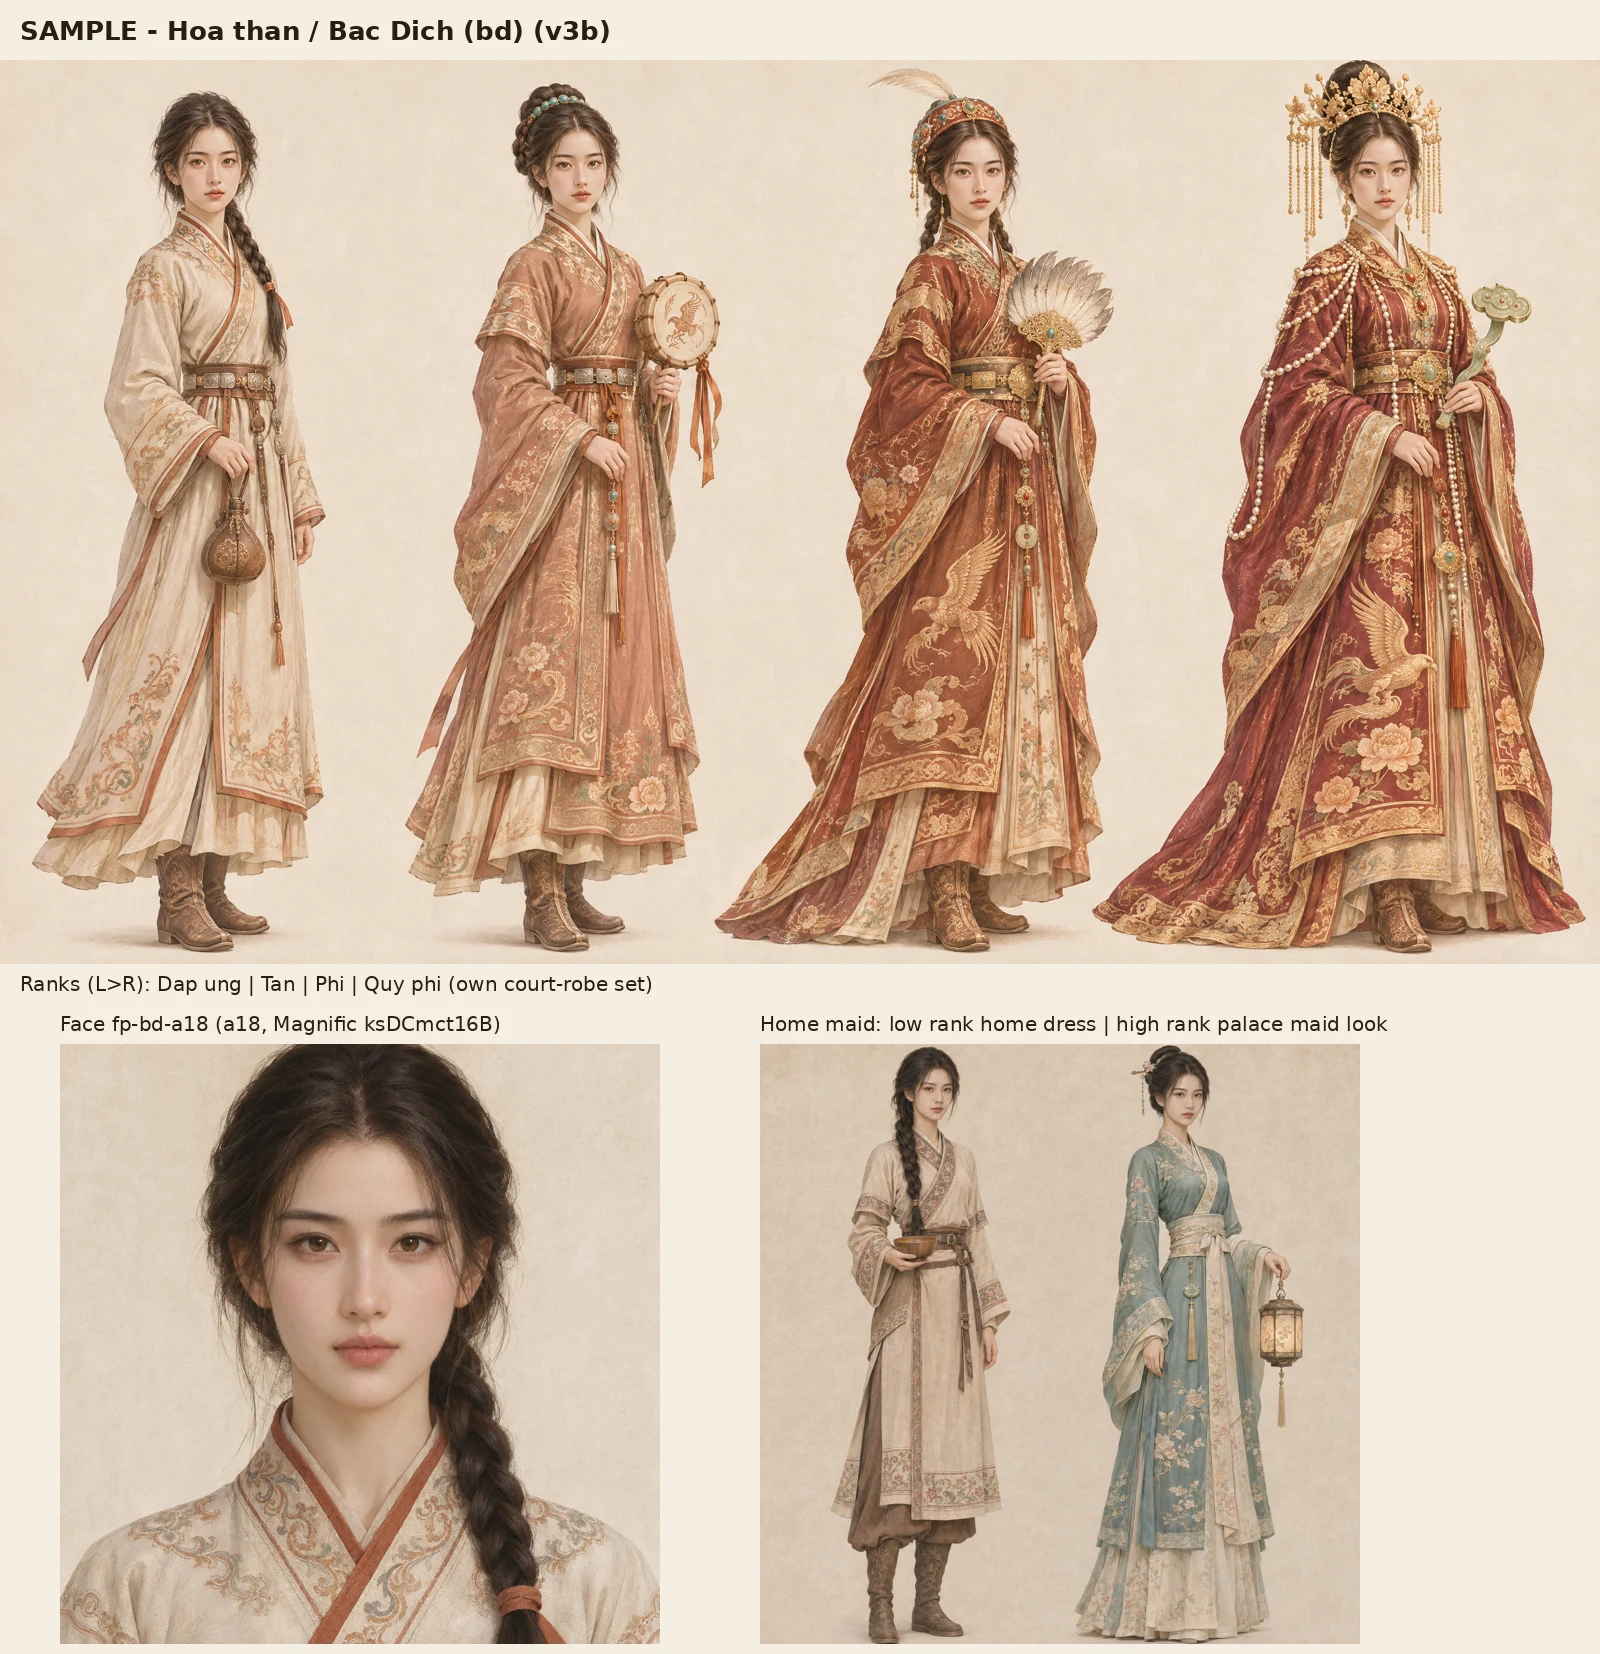 SAMPLE - Hoa than / Bac Dich (bd) (v3b)
Ranks (L>R): Dap ung | Tan | Phi | Quy phi (own court-robe set)
Face fp-bd-a18 (a18, Magnific ksDCmct16B)
Home maid: low rank home dress | high rank palace maid look